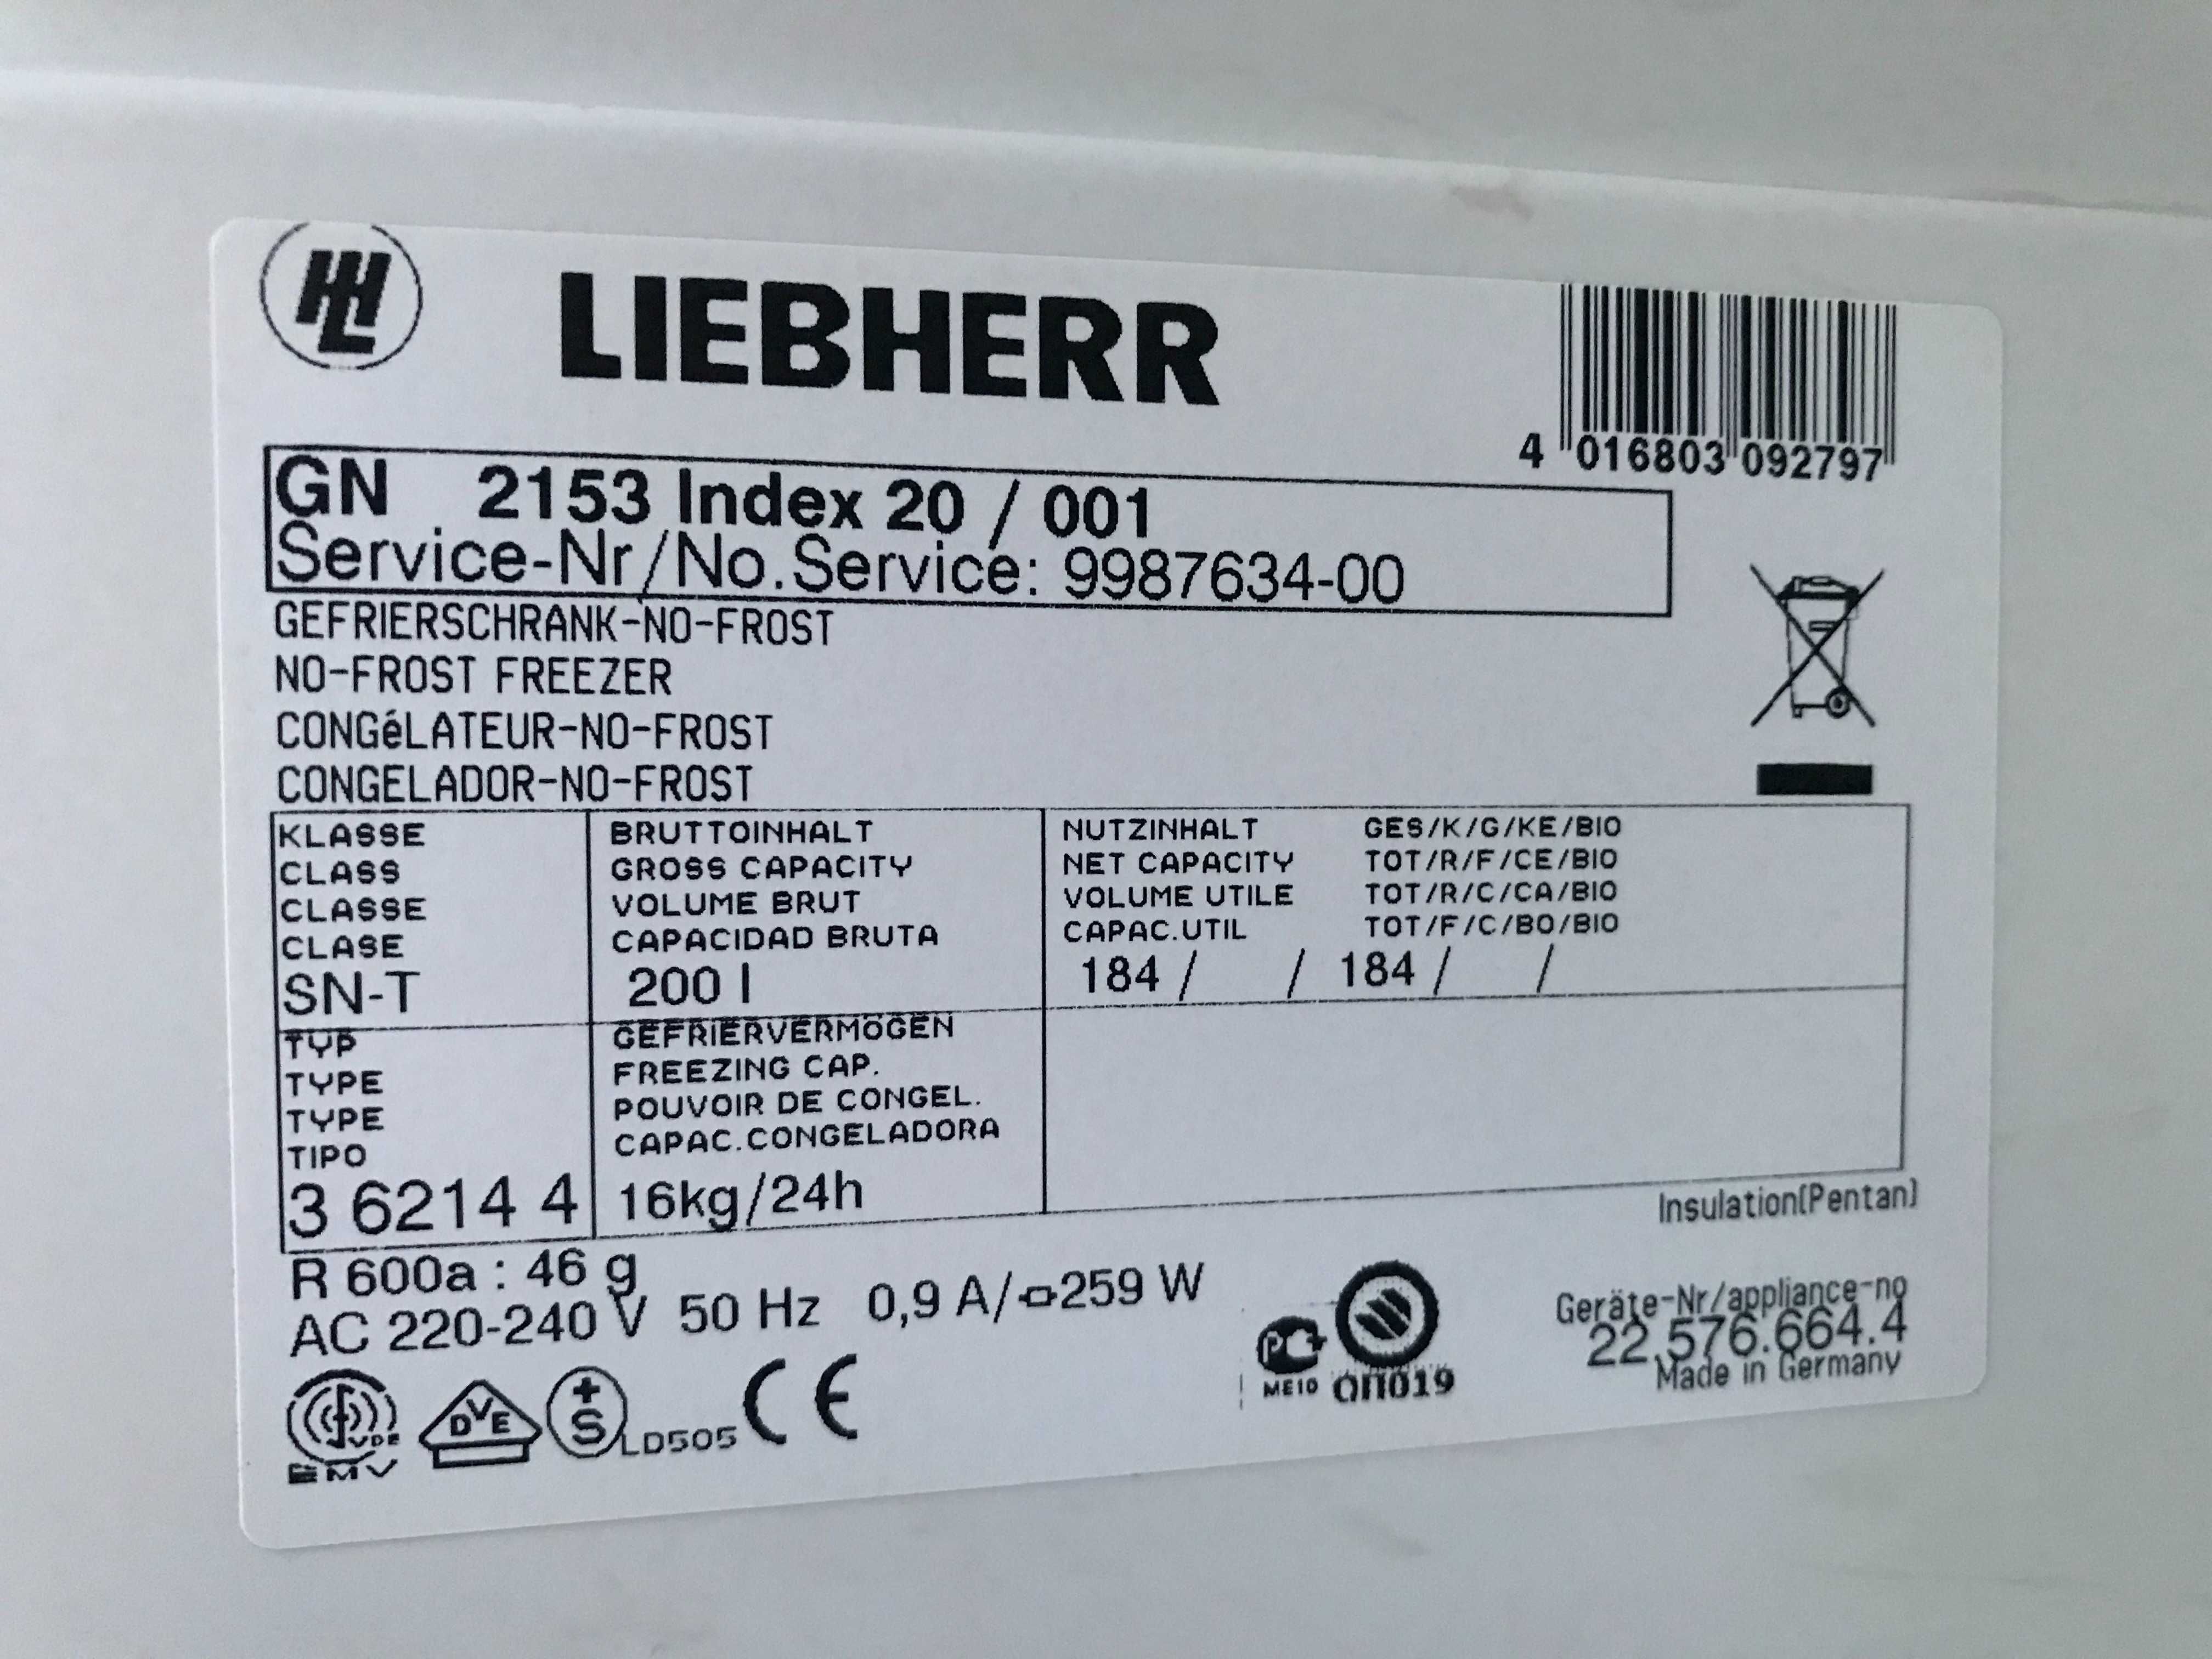 LIEBHERR
4 016803 092797
GN 2153 Index 20 / 001
Service-Nr/No.Service: 9987634-00
GEFRIERSCHRANK-NO-FROST
NO-FROST FREEZER
CONGéLATEUR-NO-FROST
CONGELADOR-NO-FROST
KLASSE
CLASS
CLASSE
CLASE
SN-T
BRUTTOINHALT
GROSS CAPACITY
VOLUME BRUT
CAPACIDAD BRUTA
200 l
NUTZINHALT GES/K/G/KE/BIO
NET CAPACITY TOT/R/F/CE/BIO
VOLUME UTILE TOT/R/C/CA/BIO
CAPAC.UTIL TOT/F/C/BO/BIO
184 / / 184 / /
TYP
TYPE
TYPE
TIPO
3 6214 4
GEFRIERVERMöGEN
FREEZING CAP.
POUVOIR DE CONGEL.
CAPAC.CONGELADORA
16kg/24h
Insulation(Pentan)
R 600a : 46 g
AC 220-240 V 50 Hz 0,9 A/ 259 W
Geräte-Nr/appliance-no
22.576.664.4
Made in Germany
VDE
EMV
DVE
+S
LD505
CE
РСТ
ME10
ОП019